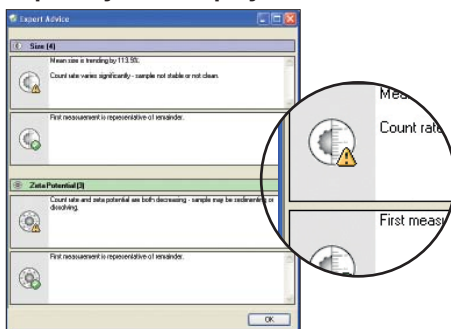 Expert Advice
Size (4)
Mean size is trending by 113.9%.
Count rate varies significantly - sample not stable or not clean.
First measurement is representative of remainder.
Zeta Potential (3)
Count rate and zeta potential are both decreasing - sample may be sedimenting or
dissolving.
First measurement is representative of remainder.
OK
Mea
Count rate
First measu